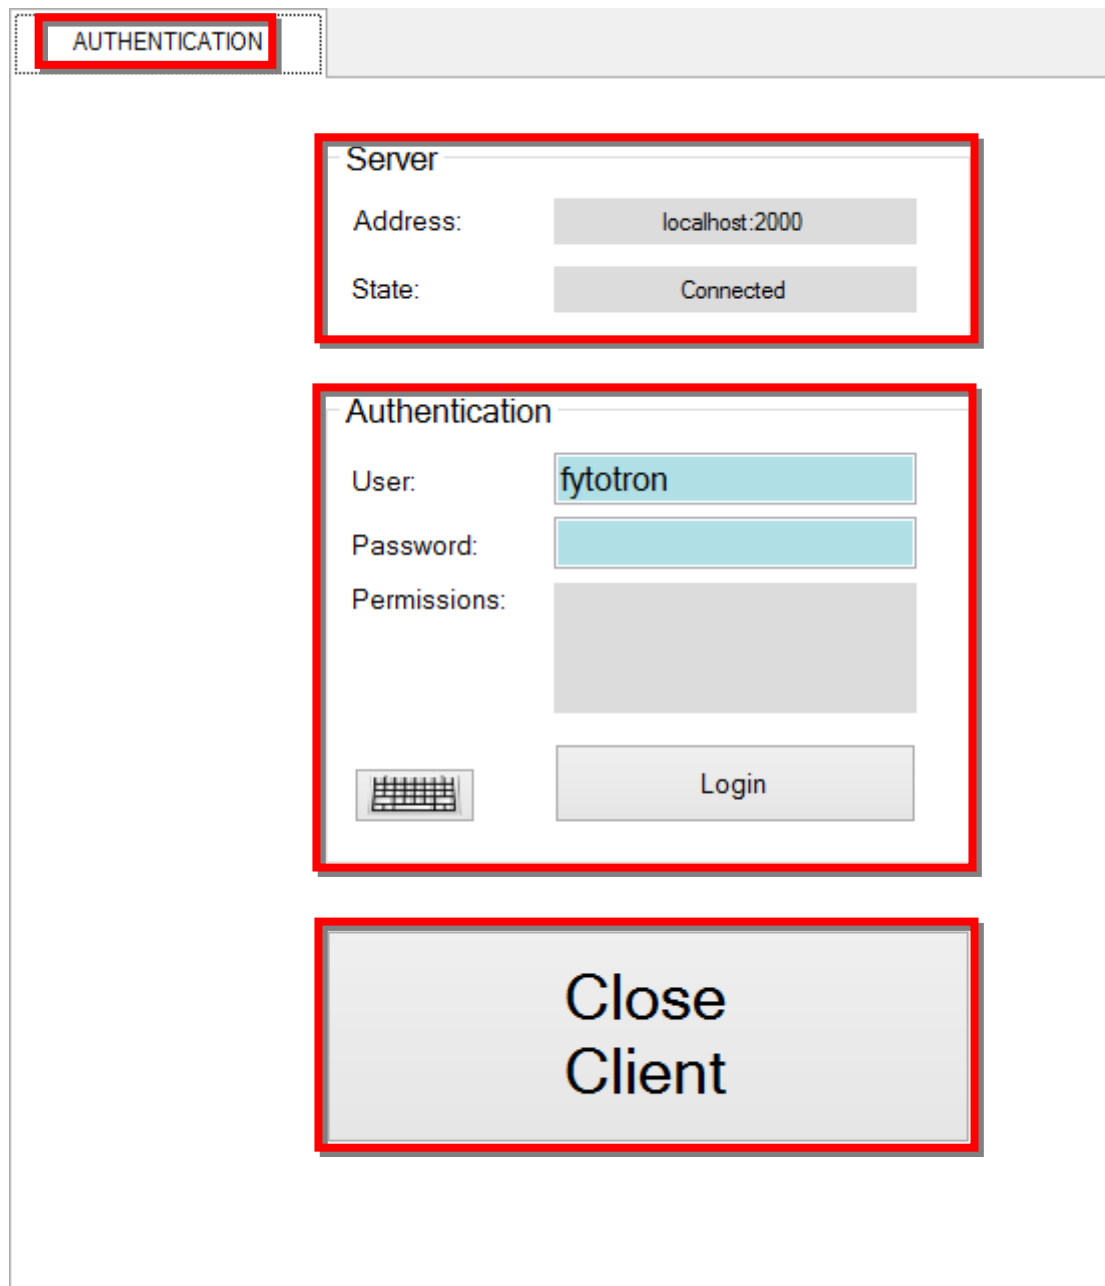 AUTHENTICATION
Server
Address: localhost:2000
State: Connected
Authentication
User: fytotron
Password:
Permissions:
Login
Close
Client